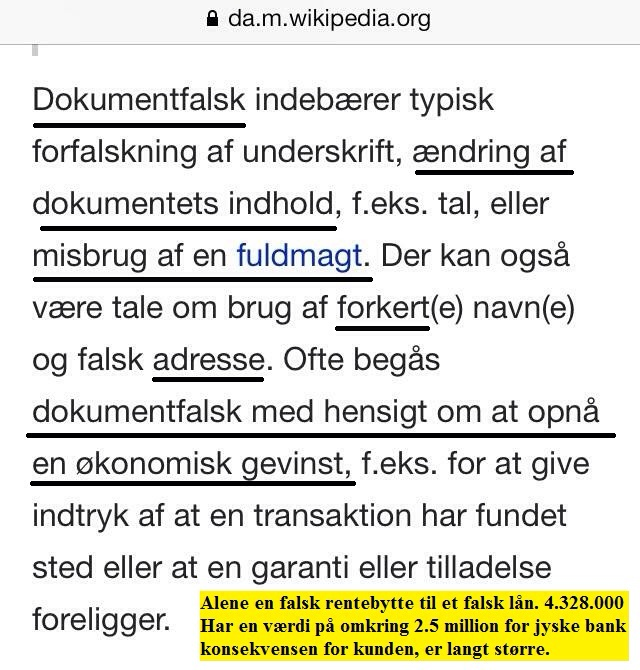 da.m.wikipedia.org
Dokumentfalsk indebærer typisk
forfalskning af underskrift, ændring af
dokumentets indhold, f.eks. tal, eller
misbrug af en fuldmagt. Der kan også
være tale om brug af forkert(e) navn(e)
og falsk adresse. Ofte begås
dokumentfalsk med hensigt om at opnå
en økonomisk gevinst, f.eks. for at give
indtryk af at en transaktion har fundet
sted eller at en garanti eller tilladelse
foreligger.
Alene en falsk rentebytte til et falsk lån. 4.328.000
Har en værdi på omkring 2.5 million for jyske bank
konsekvensen for kunden, er langt større.